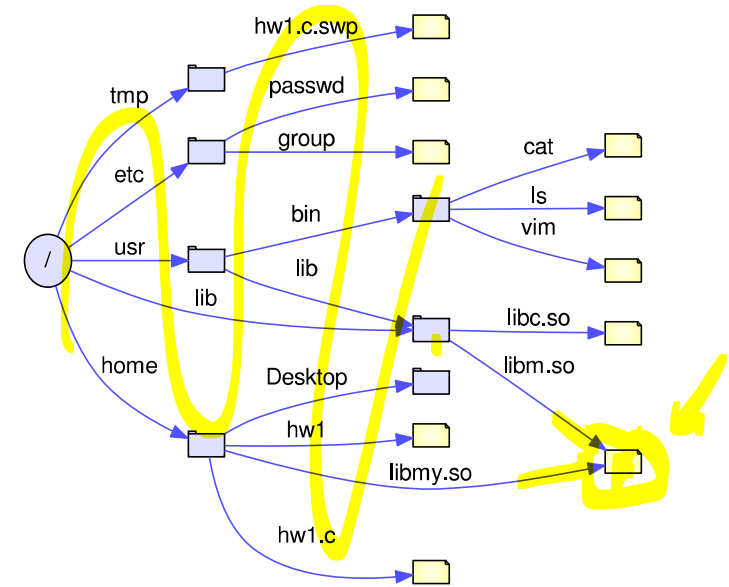 hw1.c.swp
tmp
passwd
group
etc
cat
bin
ls
vim
/
usr
lib
lib
libc.so
home
libm.so
Desktop
hw1
libmy.so
hw1.c